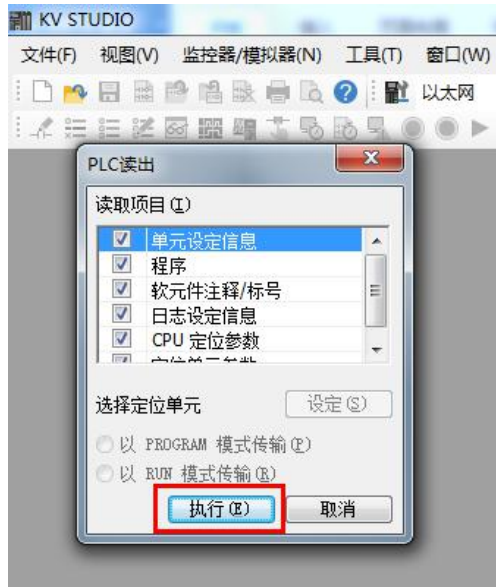 KV STUDIO
文件(F) 视图(V) 监控器/模拟器(N) 工具(T) 窗口(W)
以太网
PLC读出
读取项目(I)
单元设定信息
程序
软元件注释/标号
日志设定信息
CPU 定位参数
选择定位单元 设定(S)
以 PROGRAM 模式传输(P)
以 RUN 模式传输(R)
执行(E) 取消